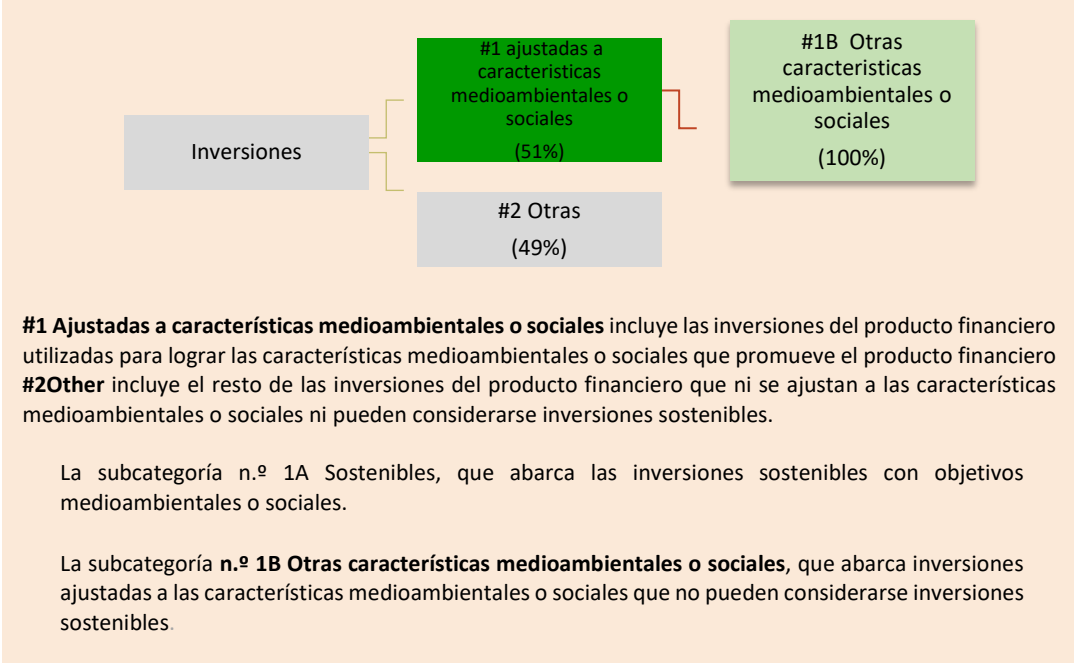 #1 ajustadas a
caracteristicas
medioambientales o
sociales
(51%)
#1B Otras
caracteristicas
medioambientales o
sociales
(100%)
Inversiones
#2 Otras
(49%)
#1 Ajustadas a características medioambientales o sociales incluye las inversiones del producto financiero
utilizadas para lograr las características medioambientales o sociales que promueve el producto financiero
#2Other incluye el resto de las inversiones del producto financiero que ni se ajustan a las características
medioambientales o sociales ni pueden considerarse inversiones sostenibles.
La subcategoría n.º 1A Sostenibles, que abarca las inversiones sostenibles con objetivos
medioambientales o sociales.
La subcategoría n.º 1B Otras características medioambientales o sociales, que abarca inversiones
ajustadas a las características medioambientales o sociales que no pueden considerarse inversiones
sostenibles.